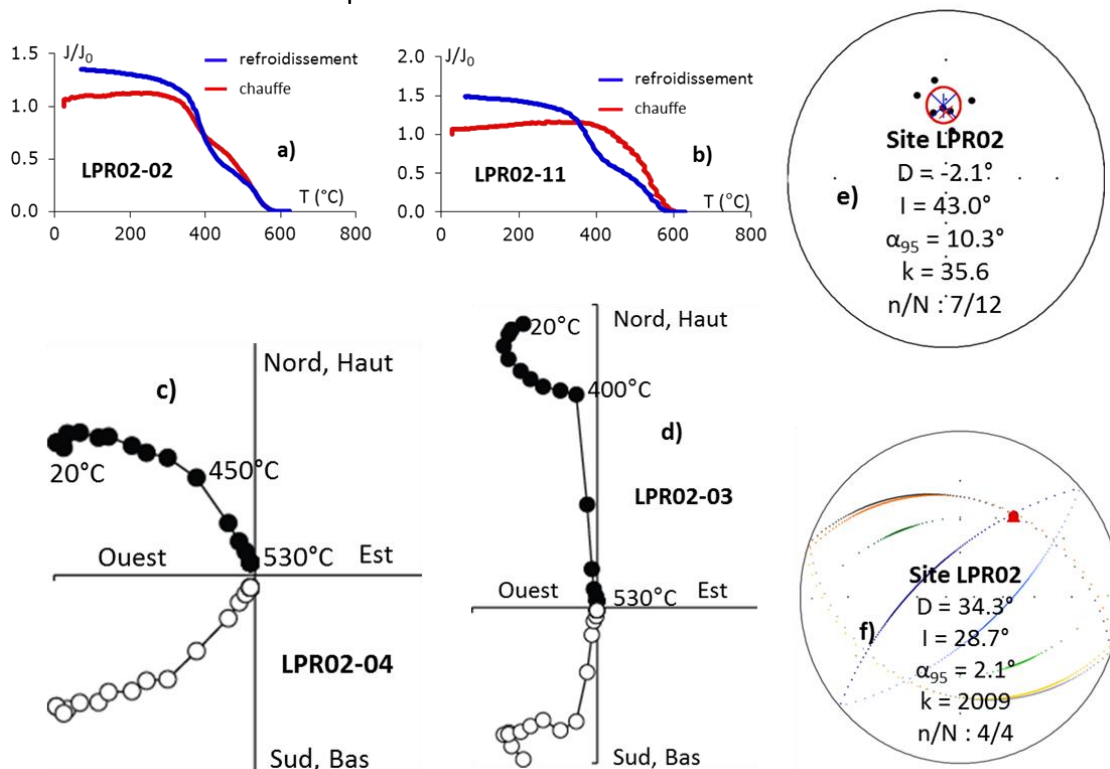 J/J0
1.5
1.0
0.5
0.0
0
200
400
600
800
T (°C)
refroidissement
chauffe
a)
LPR02-02
J/J0
2.0
1.5
1.0
0.5
0.0
0
200
400
600
800
T (°C)
refroidissement
chauffe
b)
LPR02-11
e)
Site LPR02
D = -2.1°
I = 43.0°
α95 = 10.3°
k = 35.6
n/N : 7/12
c)
Nord, Haut
20°C
450°C
530°C
Ouest
Est
LPR02-04
Sud, Bas
d)
Nord, Haut
20°C
400°C
LPR02-03
530°C
Ouest
Est
Sud, Bas
f)
Site LPR02
D = 34.3°
I = 28.7°
α95 = 2.1°
k = 2009
n/N : 4/4